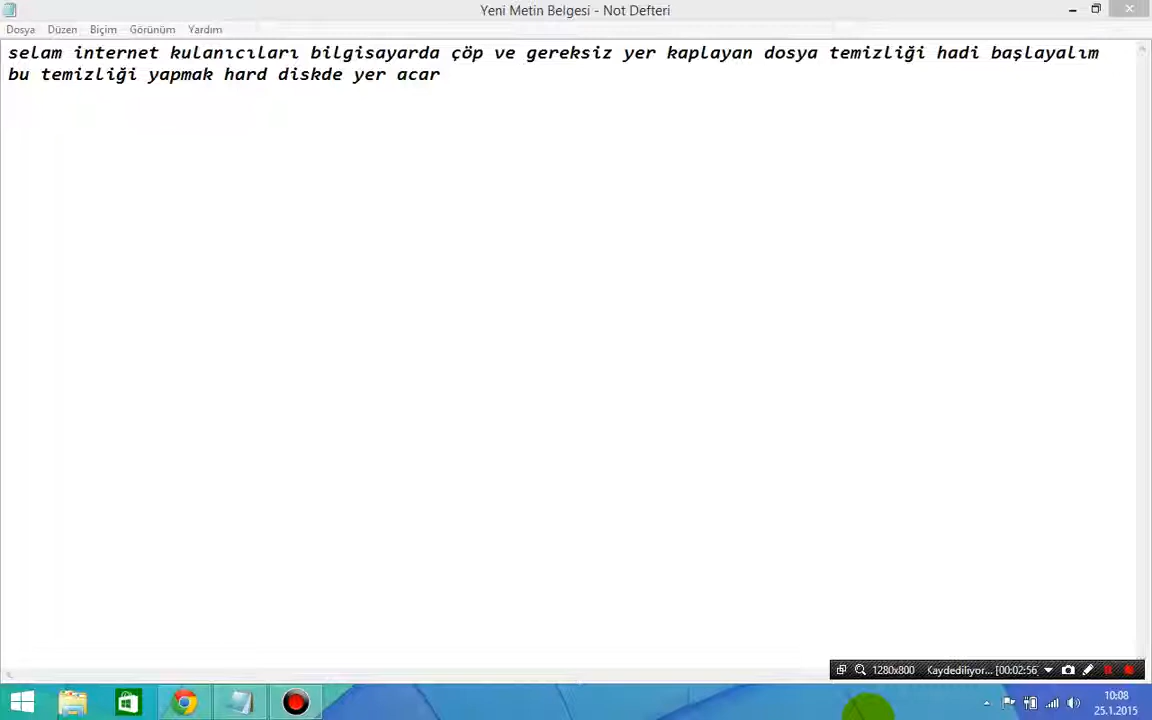 Yeni Metin Belgesi - Not Defteri
Dosya Düzen Biçim Görünüm Yardım
selam internet kulanıcıları bilgisayarda çöp ve gereksiz yer kaplayan dosya temizliği hadi başlayalım
bu temizliği yapmak hard diskde yer acar
1280x800 Kaydediliyor... [00:02:56]
10:08
25.1.2015